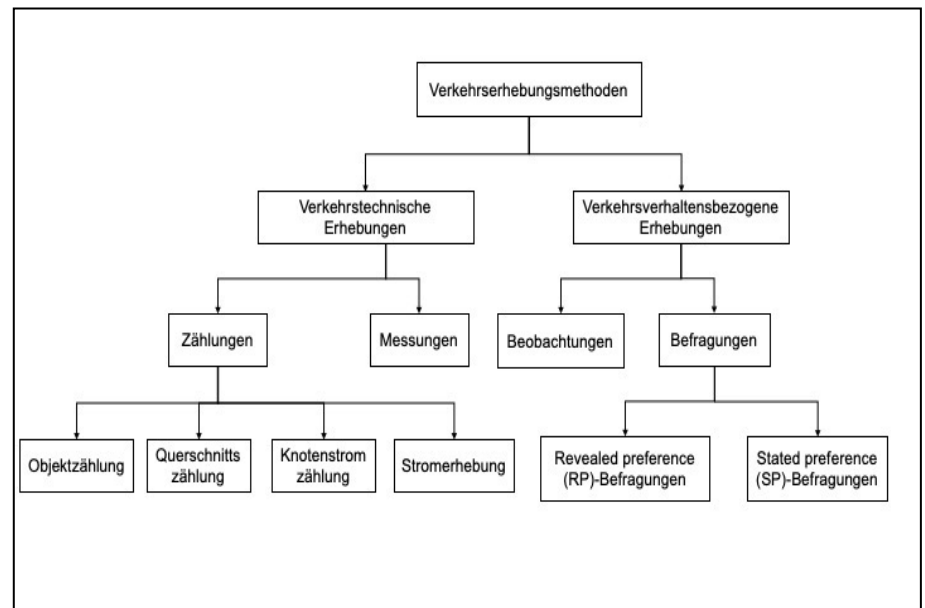 Verkehrserhebungsmethoden
Verkehrstechnische
Erhebungen
Verkehrsverhaltensbezogene
Erhebungen
Zählungen
Messungen
Beobachtungen
Befragungen
Objektzählung
Querschnitts
zählung
Knotenstrom
zählung
Stromerhebung
Revealed preference
(RP)-Befragungen
Stated preference
(SP)-Befragungen